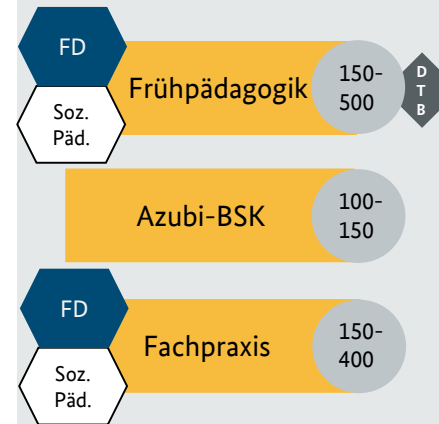 FD
Soz.
Päd.
Frühpädagogik
150-
500
D
T
B
Azubi-BSK
100-
150
FD
Soz.
Päd.
Fachpraxis
150-
400